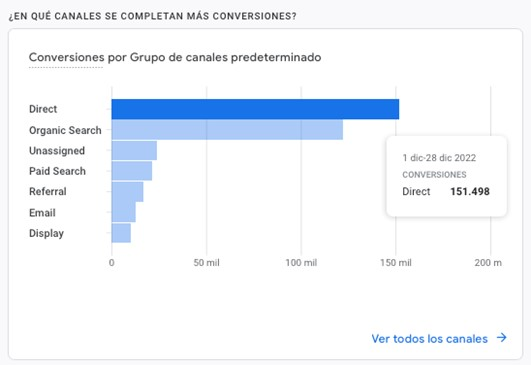 ¿EN QUÉ CANALES SE COMPLETAN MÁS CONVERSIONES?
Conversiones por Grupo de canales predeterminado
Direct
Organic Search
Unassigned
Paid Search
Referral
Email
Display
1 dic-28 dic 2022
CONVERSIONES
Direct 151.498
0 50 mil 100 mil 150 mil 200 m
Ver todos los canales